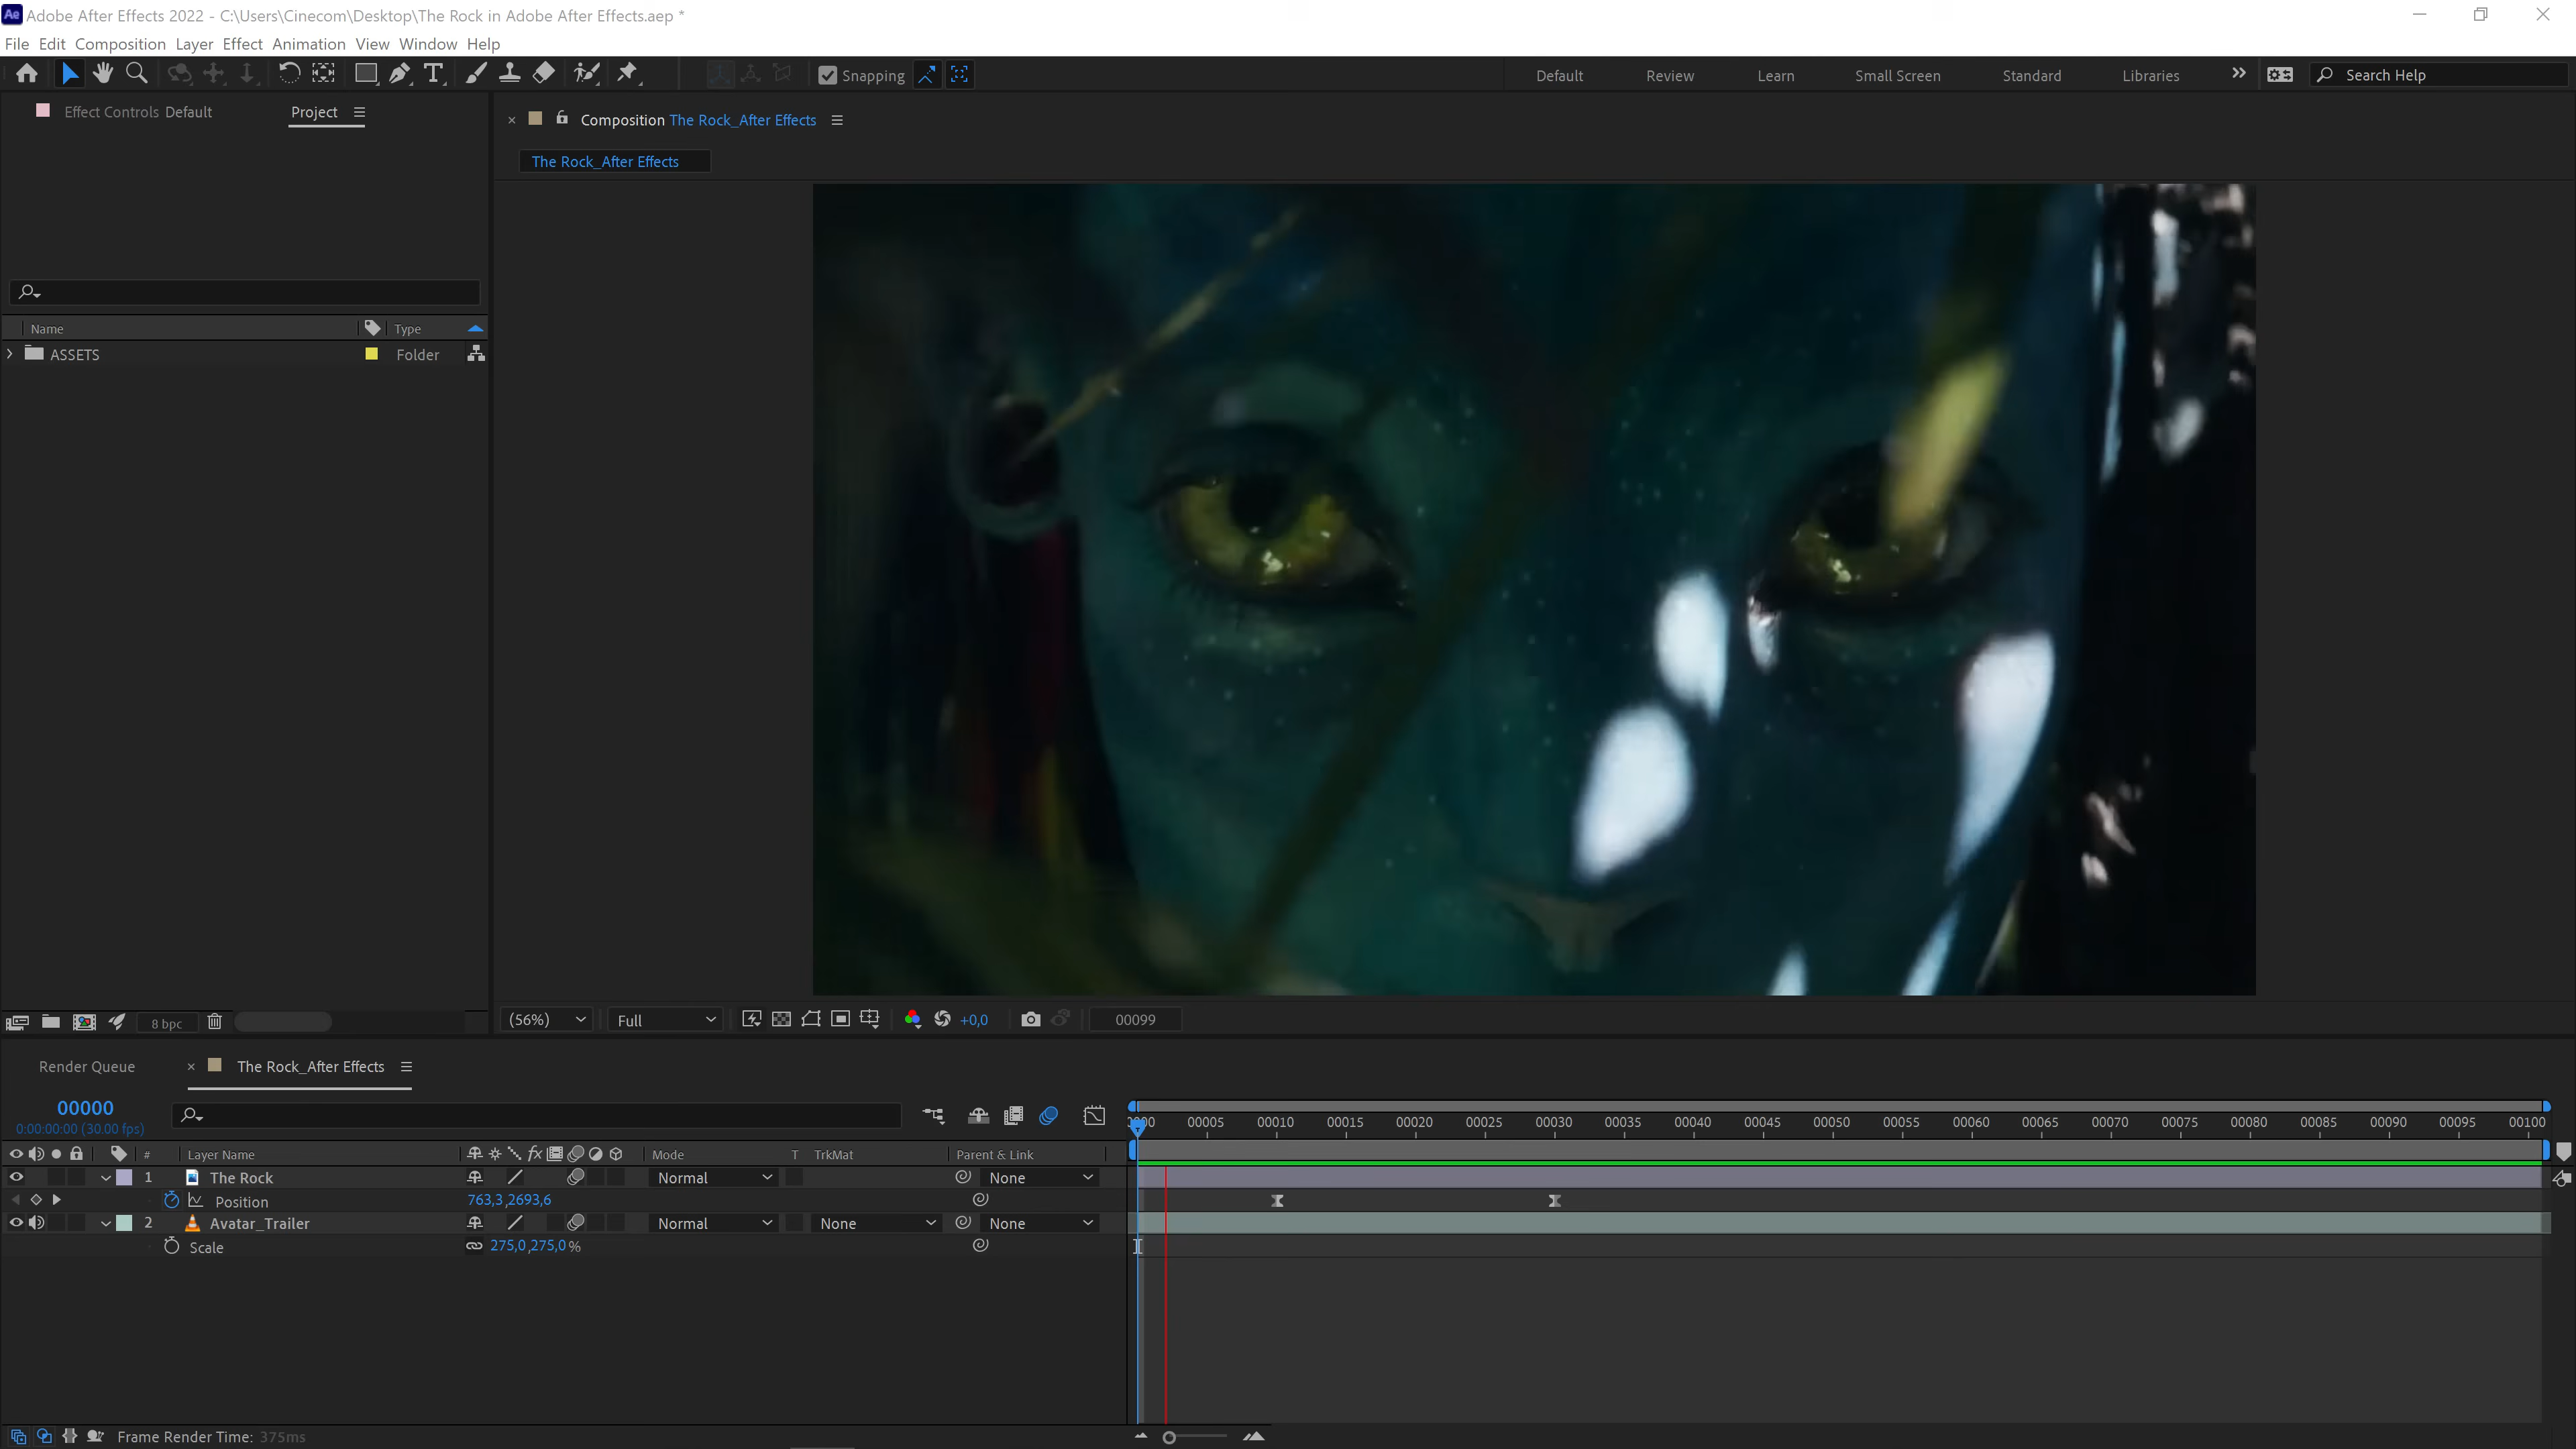 Ae Adobe After Effects 2022 - C:\Users\Cinecom\Desktop\The Rock in Adobe After Effects.aep *
File Edit Composition Layer Effect Animation View Window Help
T Snapping Default Review Learn Small Screen Standard Libraries Search Help
Effect Controls Default Project
Composition The Rock_After Effects
The Rock_After Effects
Name Type
ASSETS Folder
8 bpc (56%) Full +0,0 00099
Render Queue The Rock_After Effects
00000
0:00:00:00 (30.00 fps)
00005 00010 00015 00020 00025 00030 00035 00040 00045 00050 00055 00060 00065 00070 00075 00080 00085 00090 00095 00100
# Layer Name fx Mode T TrkMat Parent & Link
1 The Rock Normal None
Position 763,3 ,2693,6
2 Avatar_Trailer Normal None None
Scale 275,0 ,275,0 %
Frame Render Time: 375ms